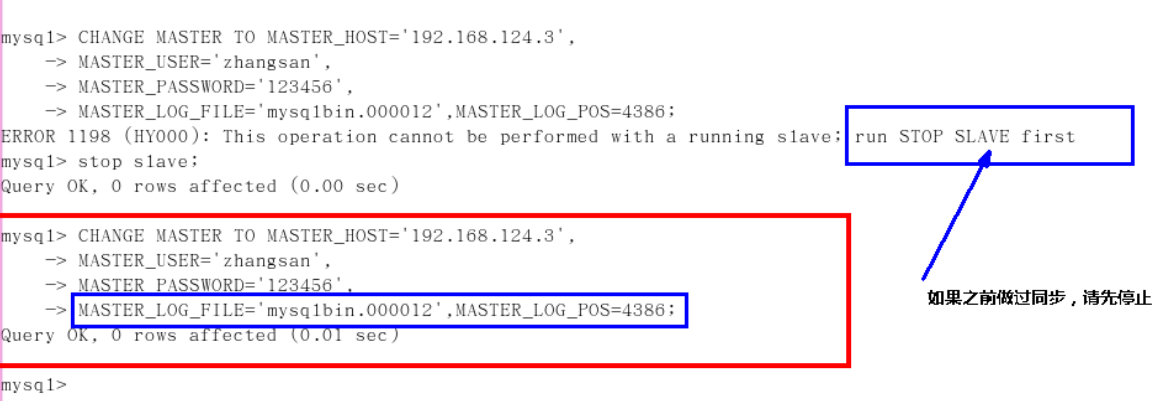 mysql> CHANGE MASTER TO MASTER_HOST='192.168.124.3',
-> MASTER_USER='zhangsan',
-> MASTER_PASSWORD='123456',
-> MASTER_LOG_FILE='mysqlbin.000012',MASTER_LOG_POS=4386;
ERROR 1198 (HY000): This operation cannot be performed with a running slave; run STOP SLAVE first
mysql> stop slave;
Query OK, 0 rows affected (0.00 sec)
mysql> CHANGE MASTER TO MASTER_HOST='192.168.124.3',
-> MASTER_USER='zhangsan',
-> MASTER_PASSWORD='123456',
如果之前做过同步，请先停止
-> MASTER_LOG_FILE='mysqlbin.000012',MASTER_LOG_POS=4386;
Query OK, 0 rows affected (0.01 sec)
mysql>